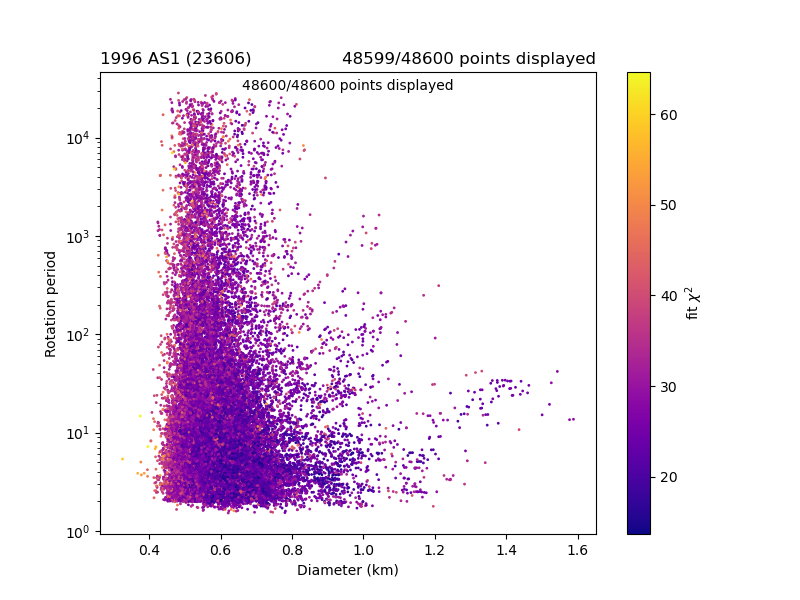 1996 AS1 (23606) 48599/48600 points displayed
48600/48600 points displayed
Rotation period
10⁴
10³
10²
10¹
10⁰
0.4 0.6 0.8 1.0 1.2 1.4 1.6
Diameter (km)
60
50
40
30
20
fit χ²